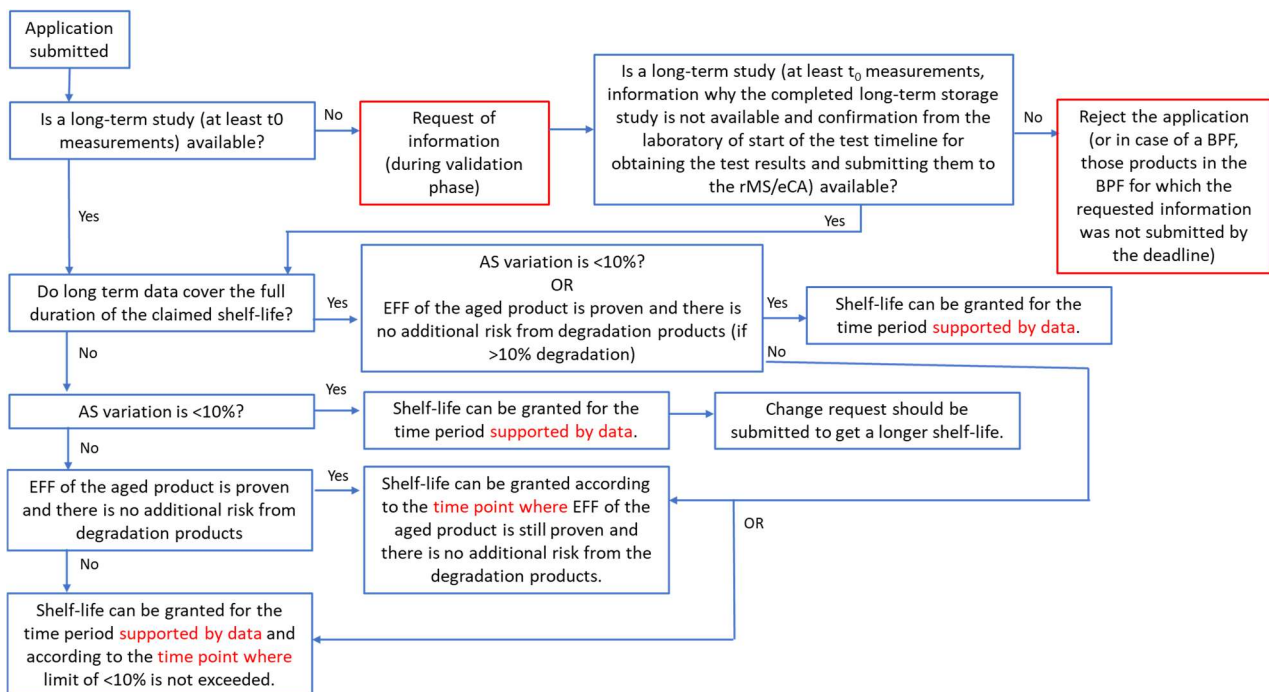 Application
submitted
Is a long-term study (at least t0
measurements) available?
No
Request of
information
(during validation
phase)
Is a long-term study (at least t₀ measurements,
information why the completed long-term storage
study is not available and confirmation from the
laboratory of start of the test timeline for
obtaining the test results and submitting them to
the rMS/eCA) available?
No
Reject the application
(or in case of a BPF,
those products in the
BPF for which the
requested information
was not submitted by
the deadline)
Yes
Yes
Do long term data cover the full
duration of the claimed shelf-life?
Yes
AS variation is <10%?
OR
EFF of the aged product is proven and there is
no additional risk from degradation products (if
>10% degradation)
Yes
Shelf-life can be granted for the
time period supported by data.
No
No
AS variation is <10%?
Yes
Shelf-life can be granted for the
time period supported by data.
Change request should be
submitted to get a longer shelf-life.
No
EFF of the aged product is proven
and there is no additional risk from
degradation products
Yes
Shelf-life can be granted according
to the time point where EFF of the
aged product is still proven and
there is no additional risk from the
degradation products.
OR
No
Shelf-life can be granted for the
time period supported by data and
according to the time point where
limit of <10% is not exceeded.